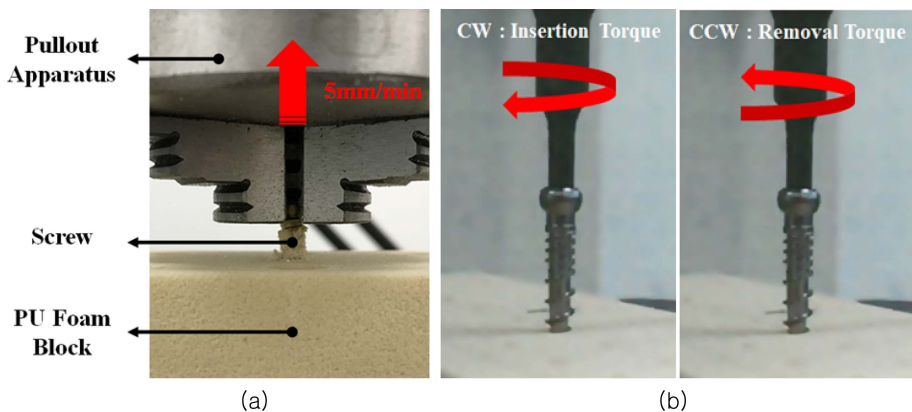 Pullout
Apparatus
5mm/min
Screw
PU Foam
Block
(a)
CW : Insertion Torque
CCW : Removal Torque
(b)